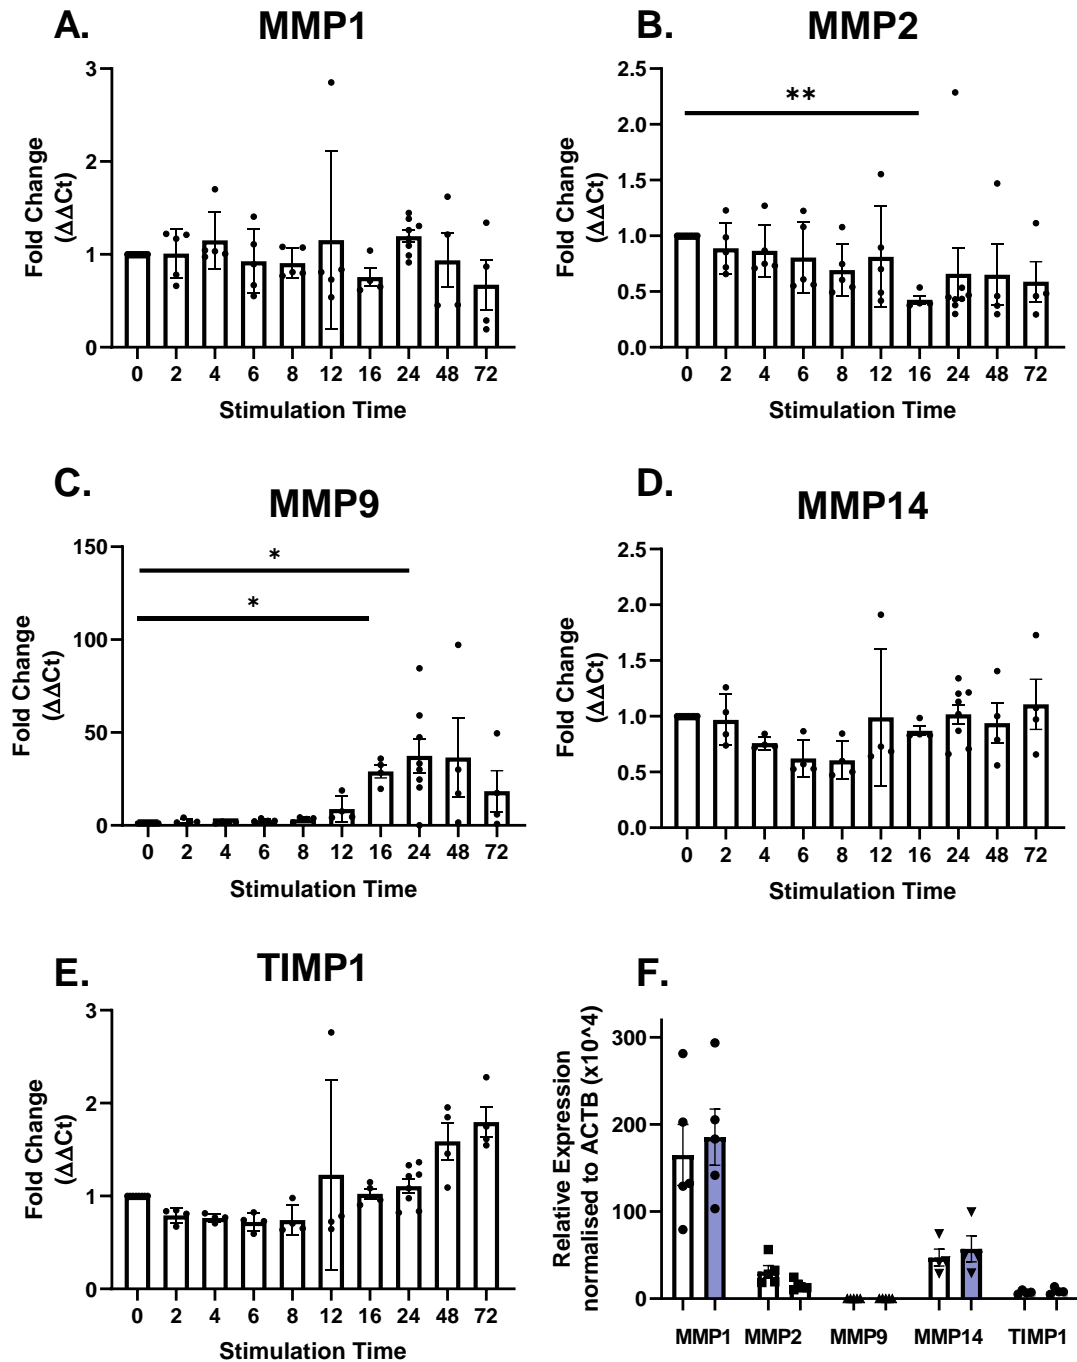 A.
MMP1
3
2
1
0
Fold Change
(ΔΔCt)
0 2 4 6 8 12 16 24 48 72
Stimulation Time
B.
MMP2
2.5
2.0
1.5
1.0
0.5
0.0
Fold Change
(ΔΔCt)
**
0 2 4 6 8 12 16 24 48 72
Stimulation Time
C.
MMP9
150
100
50
0
Fold Change
(ΔΔCt)
*
*
0 2 4 6 8 12 16 24 48 72
Stimulation Time
D.
MMP14
2.5
2.0
1.5
1.0
0.5
0.0
Fold Change
(ΔΔCt)
0 2 4 6 8 12 16 24 48 72
Stimulation Time
E.
TIMP1
3
2
1
0
Fold Change
(ΔΔCt)
0 2 4 6 8 12 16 24 48 72
Stimulation Time
F.
300
200
100
0
Relative Expression
normalised to ACTB (x10^4)
MMP1 MMP2 MMP9 MMP14 TIMP1